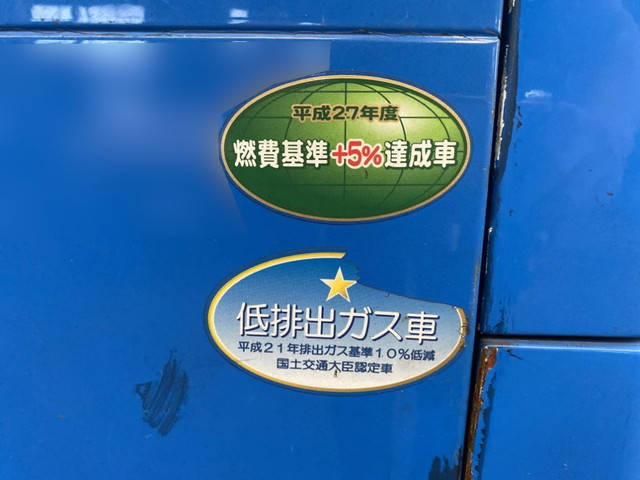 平成27年度
燃費基準+5%達成車
低排出ガス車
平成21年排出ガス基準10%低減
国土交通大臣認定車